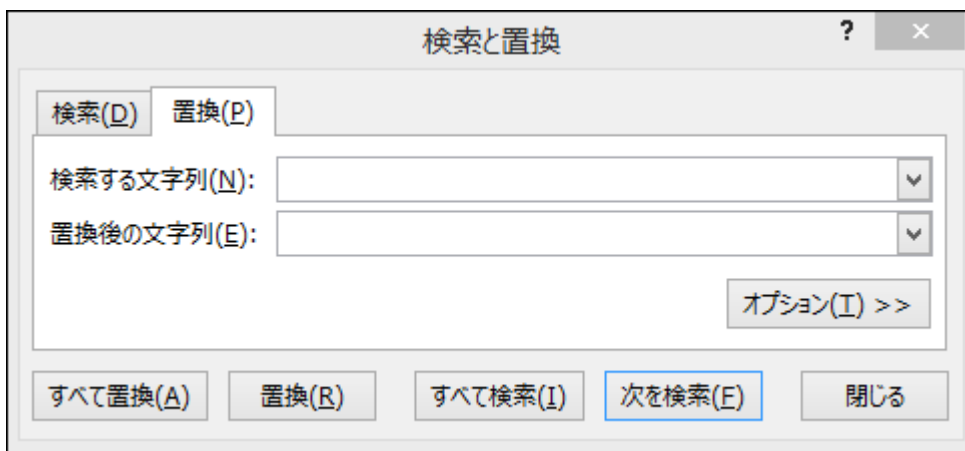 検索と置換 ? ×
検索(D) 置換(P)
検索する文字列(N):
置換後の文字列(E):
オプション(T) >>
すべて置換(A) 置換(R) すべて検索(I) 次を検索(F) 閉じる